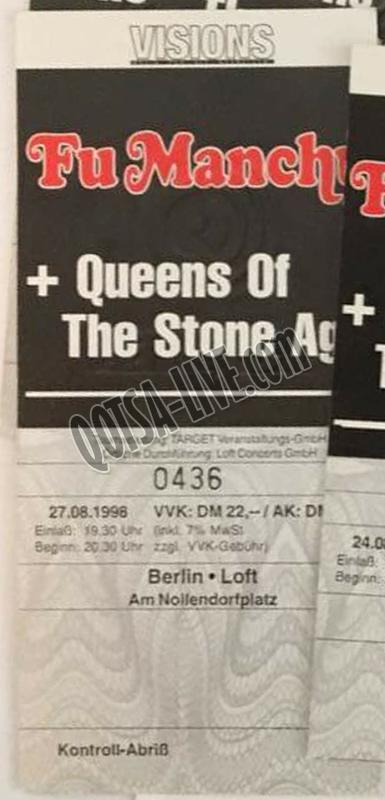 VISIONS
Fu Manchu
+ Queens Of
The Stone Ag
QOTSA-LIVE.com
TARGET Veranstaltungs-GmbH
Durchführung: Loft Concerts GmbH
0436
27.08.1998 VVK: DM 22,-- / AK: DM
Einlaß: 19.30 Uhr (inkl. 7% MwSt
Beginn: 20.30 Uhr zzgl. VVK-Gebühr)
Berlin • Loft
Am Nollendorfplatz
Kontroll-Abriß
F
+
T
24.0
Einlaß:
Beginn: